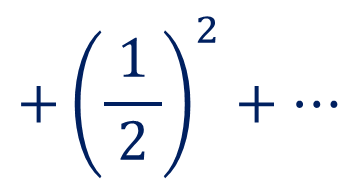 + (1/2)² + ⋯